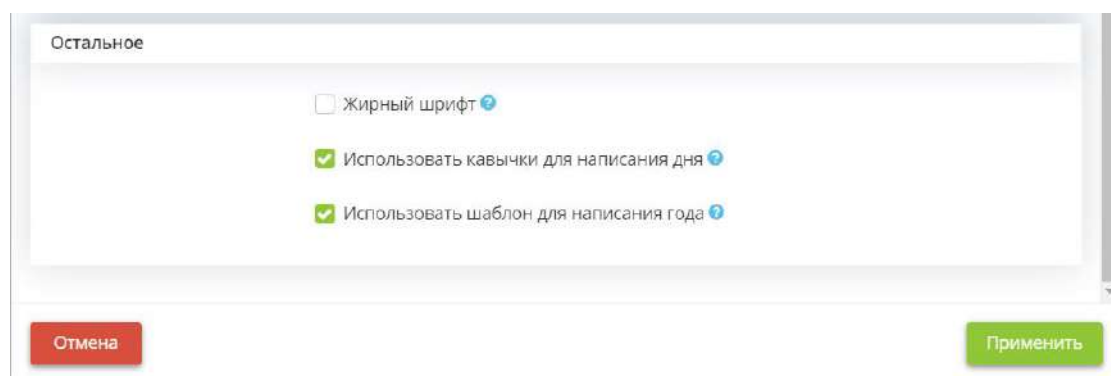 Остальное
Жирный шрифт
Использовать кавычки для написания дня
Использовать шаблон для написания года
Отмена
Применить